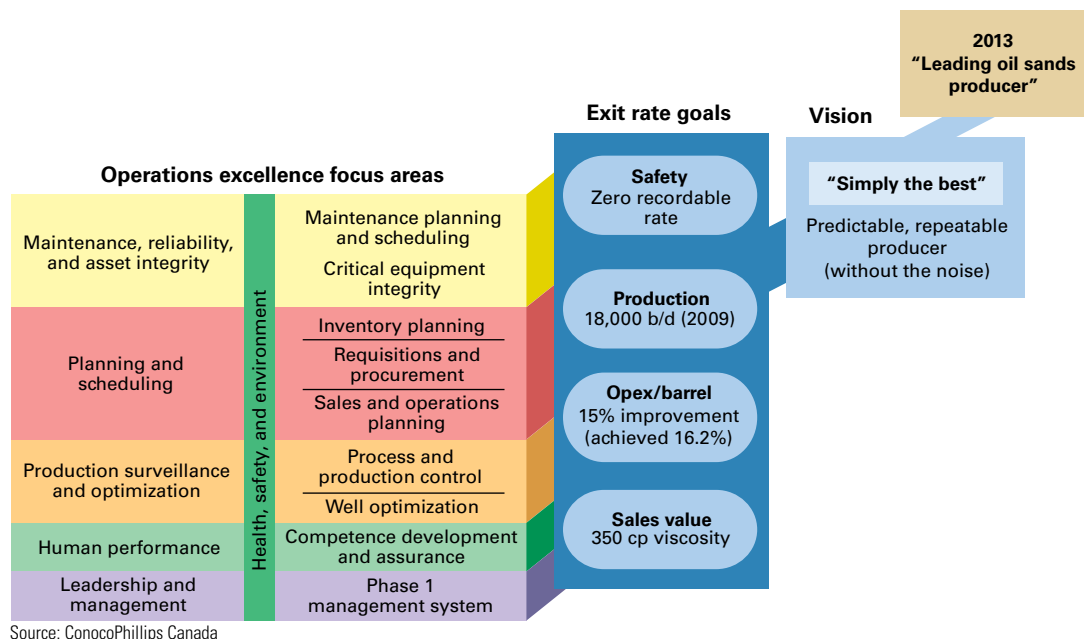 2013
“Leading oil sands
producer”
Exit rate goals
Vision
Operations excellence focus areas
Maintenance, reliability,
and asset integrity
Planning and
scheduling
Production surveillance
and optimization
Human performance
Leadership and
management
Health, safety, and environment
Maintenance planning
and scheduling
Critical equipment
integrity
Inventory planning
Requisitions and
procurement
Sales and operations
planning
Process and
production control
Well optimization
Competence development
and assurance
Phase 1
management system
Safety
Zero recordable
rate
Production
18,000 b/d (2009)
Opex/barrel
15% improvement
(achieved 16.2%)
Sales value
350 cp viscosity
“Simply the best”
Predictable, repeatable
producer
(without the noise)
Source: ConocoPhillips Canada